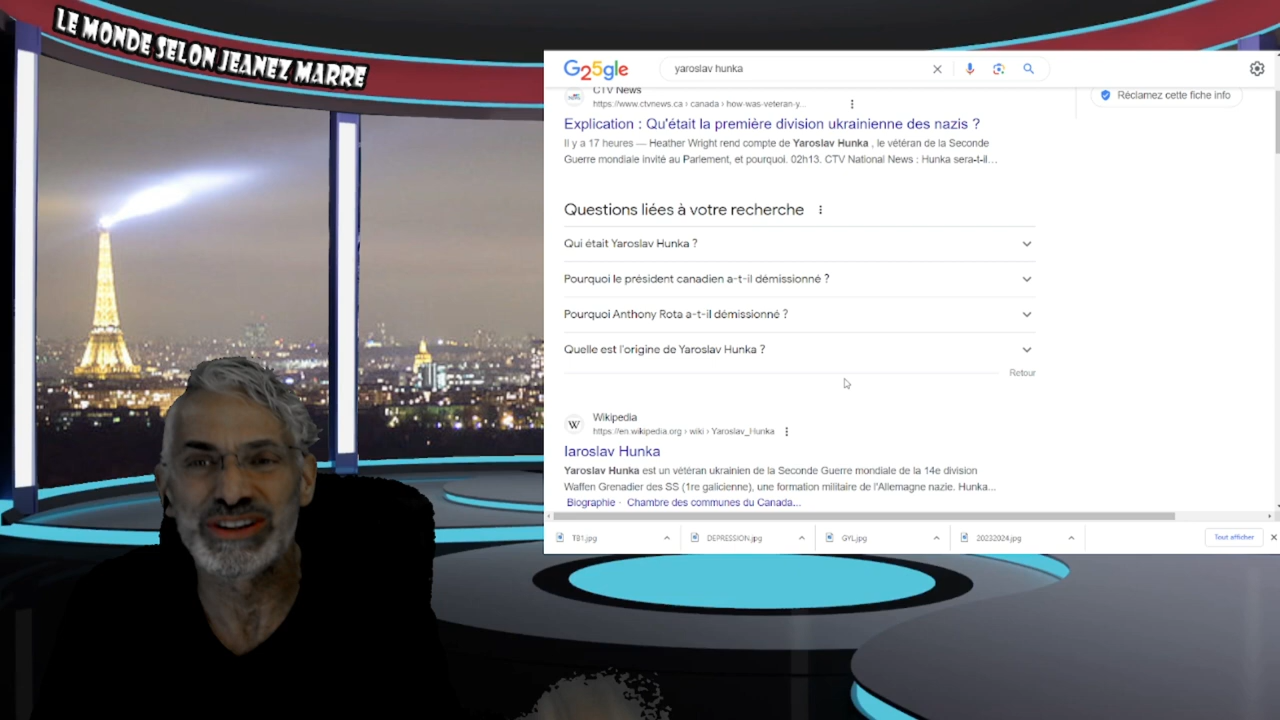 LE MONDE SELON JEANEZ MARRE
G25gle
yaroslav hunka
Réclamez cette fiche info
CTV News
https://www.ctvnews.ca › canada › how-was-veteran-y...
Explication : Qu'était la première division ukrainienne des nazis ?
Il y a 17 heures — Heather Wright rend compte de Yaroslav Hunka , le vétéran de la Seconde
Guerre mondiale invité au Parlement, et pourquoi. 02h13. CTV National News : Hunka sera-t-il...
Questions liées à votre recherche
Qui était Yaroslav Hunka ?
Pourquoi le président canadien a-t-il démissionné ?
Pourquoi Anthony Rota a-t-il démissionné ?
Quelle est l'origine de Yaroslav Hunka ?
Retour
W
Wikipedia
https://en.wikipedia.org › wiki › Yaroslav_Hunka
Iaroslav Hunka
Yaroslav Hunka est un vétéran ukrainien de la Seconde Guerre mondiale de la 14e division
Waffen Grenadier des SS (1re galicienne), une formation militaire de l'Allemagne nazie. Hunka...
Biographie · Chambre des communes du Canada...
TB1.jpg
DEPRESSION.jpg
GYL.jpg
20232024.jpg
Tout afficher